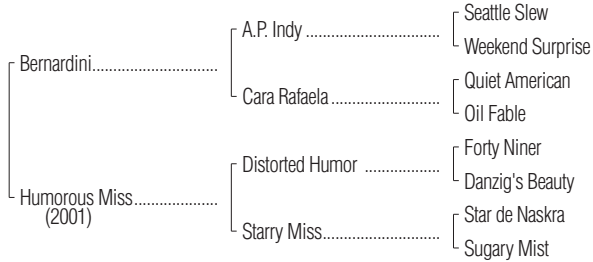 Seattle Slew
A.P. Indy
Weekend Surprise
Bernardini
Quiet American
Cara Rafaela
Oil Fable
Forty Niner
Distorted Humor
Danzig's Beauty
Humorous Miss
(2001)
Star de Naskra
Starry Miss
Sugary Mist